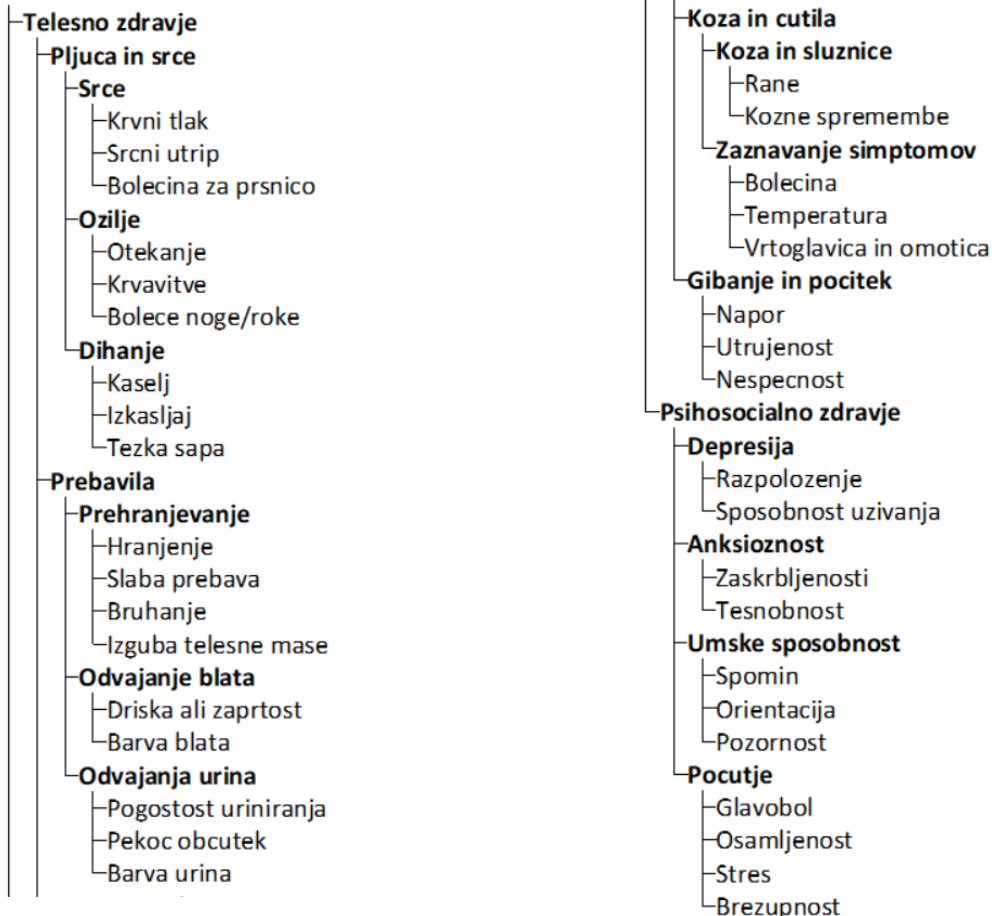 Telesno zdravje
Pljuca in srce
Srce
Krvni tlak
Srcni utrip
Bolecina za prsnico
Ozilje
Otekanje
Krvavitve
Bolece noge/roke
Dihanje
Kaselj
Izkasljaj
Tezka sapa
Prebavila
Prehranjevanje
Hranjenje
Slaba prebava
Bruhanje
Izguba telesne mase
Odvajanje blata
Driska ali zaprtost
Barva blata
Odvajanja urina
Pogostost uriniranja
Pekoc obcutek
Barva urina
Koza in cutila
Koza in sluznice
Rane
Kozne spremembe
Zaznavanje simptomov
Bolecina
Temperatura
Vrtoglavica in omotica
Gibanje in pocitek
Napor
Utrujenost
Nespecnost
Psihosocialno zdravje
Depresija
Razpolozenje
Sposobnost uzivanja
Anksioznost
Zaskrbljenosti
Tesnobnost
Umske sposobnost
Spomin
Orientacija
Pozornost
Pocutje
Glavobol
Osamljenost
Stres
Brezupnost